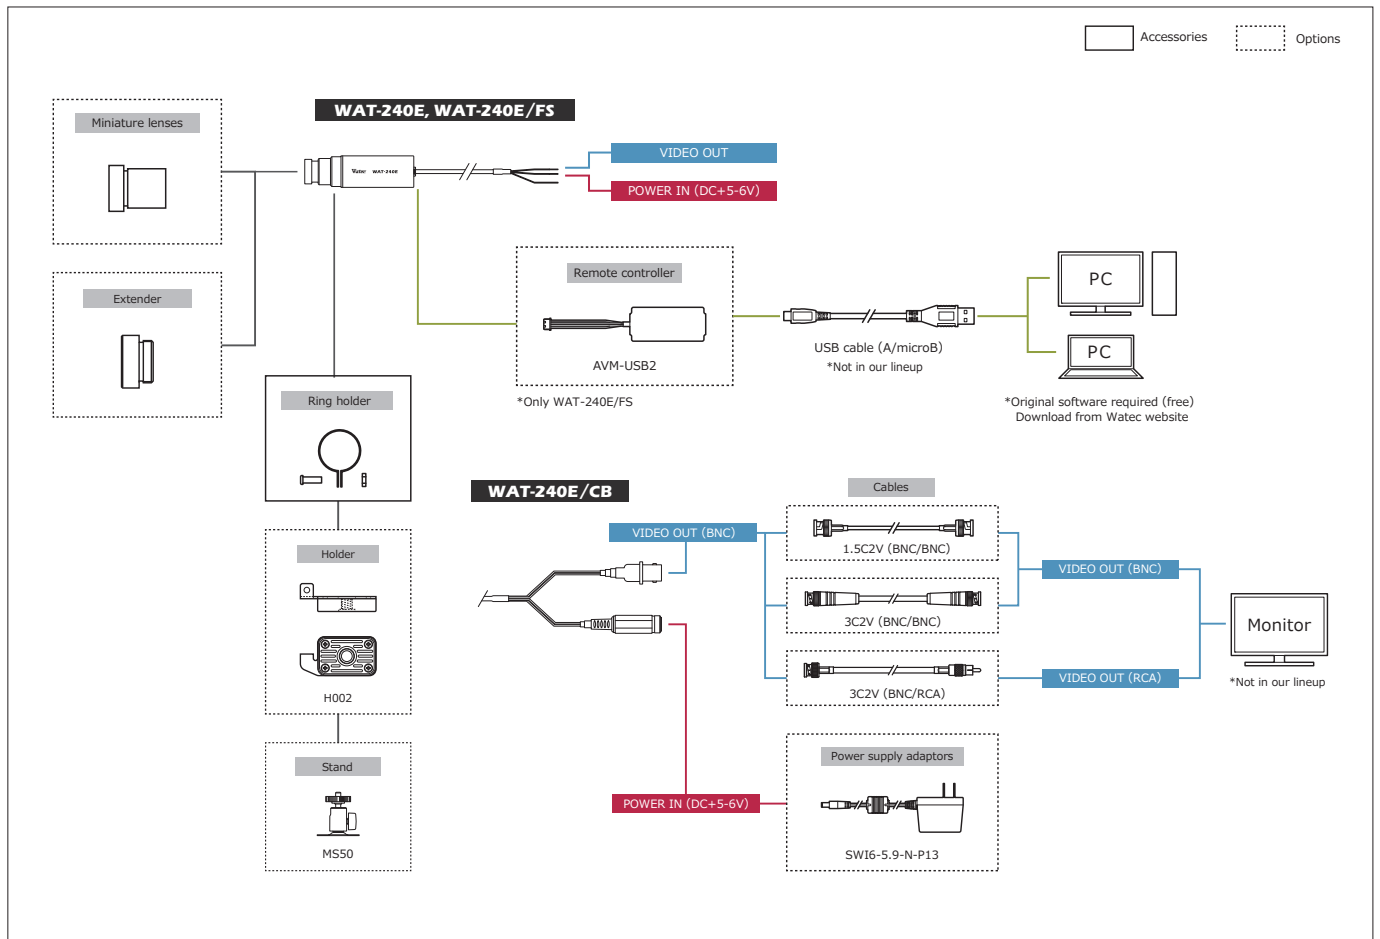 Accessories
Options
WAT-240E, WAT-240E/FS
Miniature lenses
Watec WAT-240E
VIDEO OUT
POWER IN (DC+5-6V)
Extender
Remote controller
AVM-USB2
*Only WAT-240E/FS
USB cable (A/microB)
*Not in our lineup
PC
PC
*Original software required (free)
Download from Watec website
Ring holder
WAT-240E/CB
Cables
VIDEO OUT (BNC)
1.5C2V (BNC/BNC)
3C2V (BNC/BNC)
3C2V (BNC/RCA)
VIDEO OUT (BNC)
VIDEO OUT (RCA)
Monitor
*Not in our lineup
Holder
H002
Stand
MS50
POWER IN (DC+5-6V)
Power supply adaptors
SWI6-5.9-N-P13